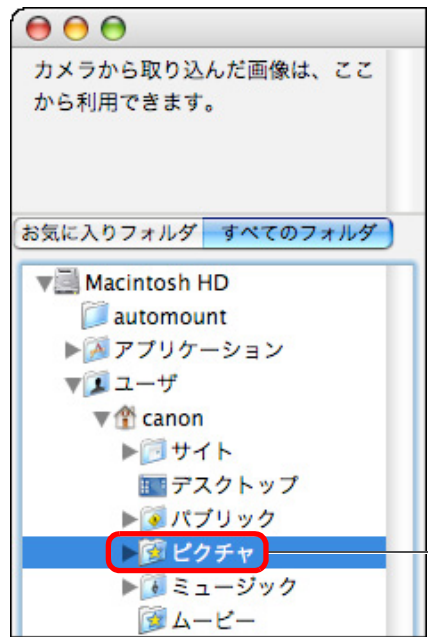 カメラから取り込んだ画像は、ここ
から利用できます。
お気に入りフォルダ すべてのフォルダ
Macintosh HD
automount
アプリケーション
ユーザ
canon
サイト
デスクトップ
パブリック
ピクチャ
ミュージック
ムービー